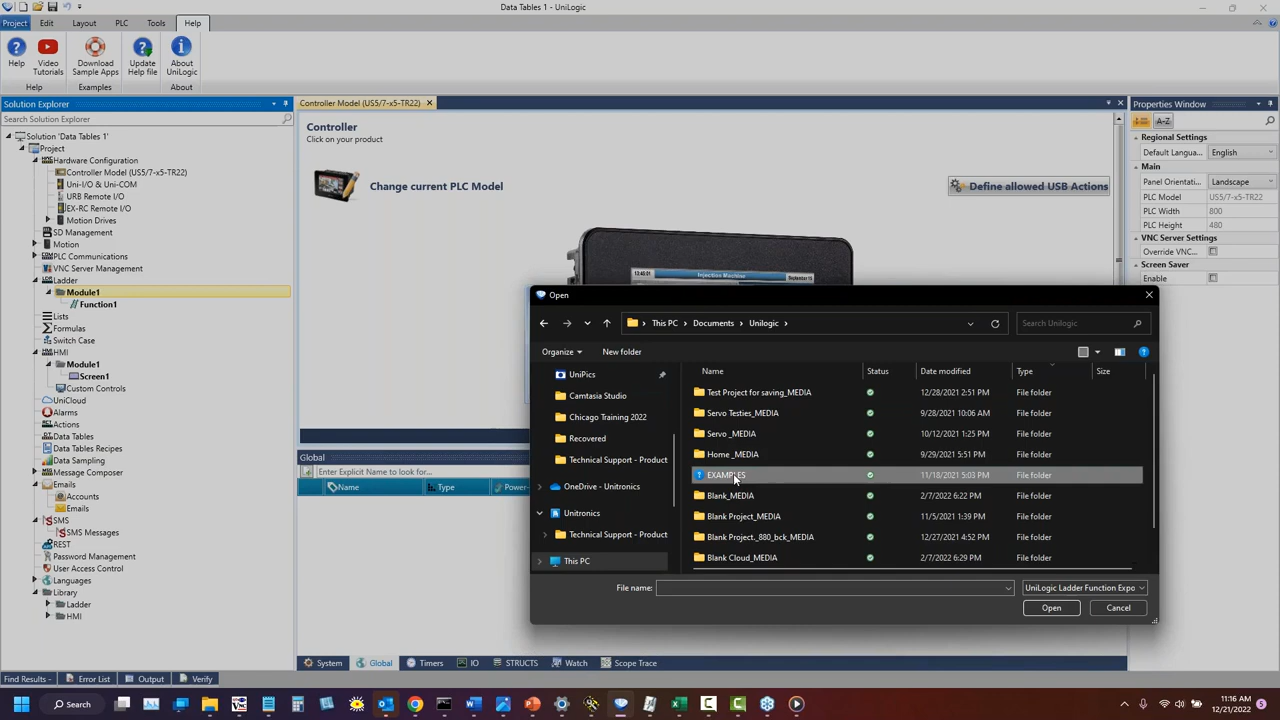 Data Tables 1 - UniLogic
Project Edit Layout PLC Tools Help
Help Video Tutorials Download Sample Apps Update Help file About UniLogic
Help Examples About
Solution Explorer
Search Solution Explorer
Solution 'Data Tables 1'
Project
Hardware Configuration
Controller Model (US5/7-x5-TR22)
Uni-I/O & Uni-COM
URB Remote I/O
EX-RC Remote I/O
Motion Drives
SD Management
Motion
PLC Communications
VNC Server Management
Ladder
Module1
Function1
Lists
Formulas
Switch Case
HMI
Module1
Screen1
Custom Controls
UniCloud
Alarms
Actions
Data Tables
Data Tables Recipes
Data Sampling
Message Composer
Emails
Accounts
Emails
SMS
SMS Messages
REST
Password Management
User Access Control
Languages
Library
Ladder
HMI
Find Results - Error List Output Verify
Controller Model (US5/7-x5-TR22)
Controller
Click on your product
Change current PLC Model
Define allowed USB Actions
12:45:01 Injection Machine September 15
Global
Enter Explicit Name to look for...
Name Type Power-
System Global Timers IO STRUCTS Watch Scope Trace
Properties Window
A-Z
Regional Settings
Default Langua... English
Main
Panel Orientat... Landscape
PLC Model US5/7-x5-TR22
PLC Width 800
PLC Height 480
VNC Server Settings
Override VNC...
Screen Saver
Enable
Open
This PC Documents Unilogic
Search Unilogic
Organize New folder
UniPics
Camtasia Studio
Chicago Training 2022
Recovered
Technical Support - Product
OneDrive - Unitronics
Unitronics
Technical Support - Product
This PC
Name Status Date modified Type Size
Test Project for saving_MEDIA 12/28/2021 2:51 PM File folder
Servo Testies_MEDIA 9/28/2021 10:06 AM File folder
Servo _MEDIA 10/12/2021 1:25 PM File folder
Home _MEDIA 9/29/2021 5:51 PM File folder
EXAMPLES 11/18/2021 5:03 PM File folder
Blank_MEDIA 2/7/2022 6:22 PM File folder
Blank Project_MEDIA 11/5/2021 1:39 PM File folder
Blank Project._880_bck_MEDIA 12/27/2021 4:52 PM File folder
Blank Cloud_MEDIA 2/7/2022 6:29 PM File folder
File name: UniLogic Ladder Function Expo
Open Cancel
Search
11:16 AM
12/21/2022